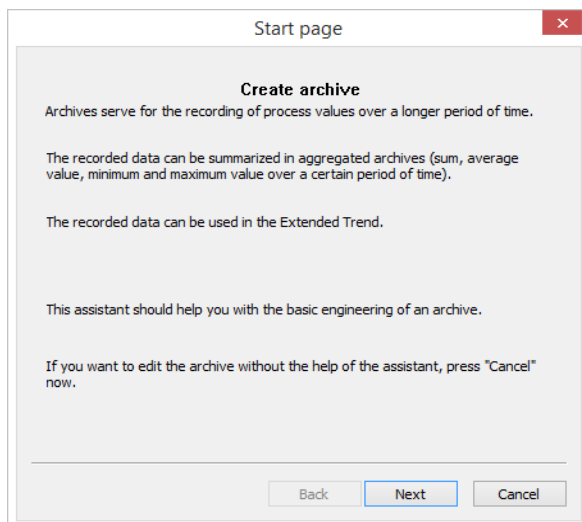 Start page
Create archive
Archives serve for the recording of process values over a longer period of time.
The recorded data can be summarized in aggregated archives (sum, average
value, minimum and maximum value over a certain period of time).
The recorded data can be used in the Extended Trend.
This assistant should help you with the basic engineering of an archive.
If you want to edit the archive without the help of the assistant, press "Cancel"
now.
Back Next Cancel